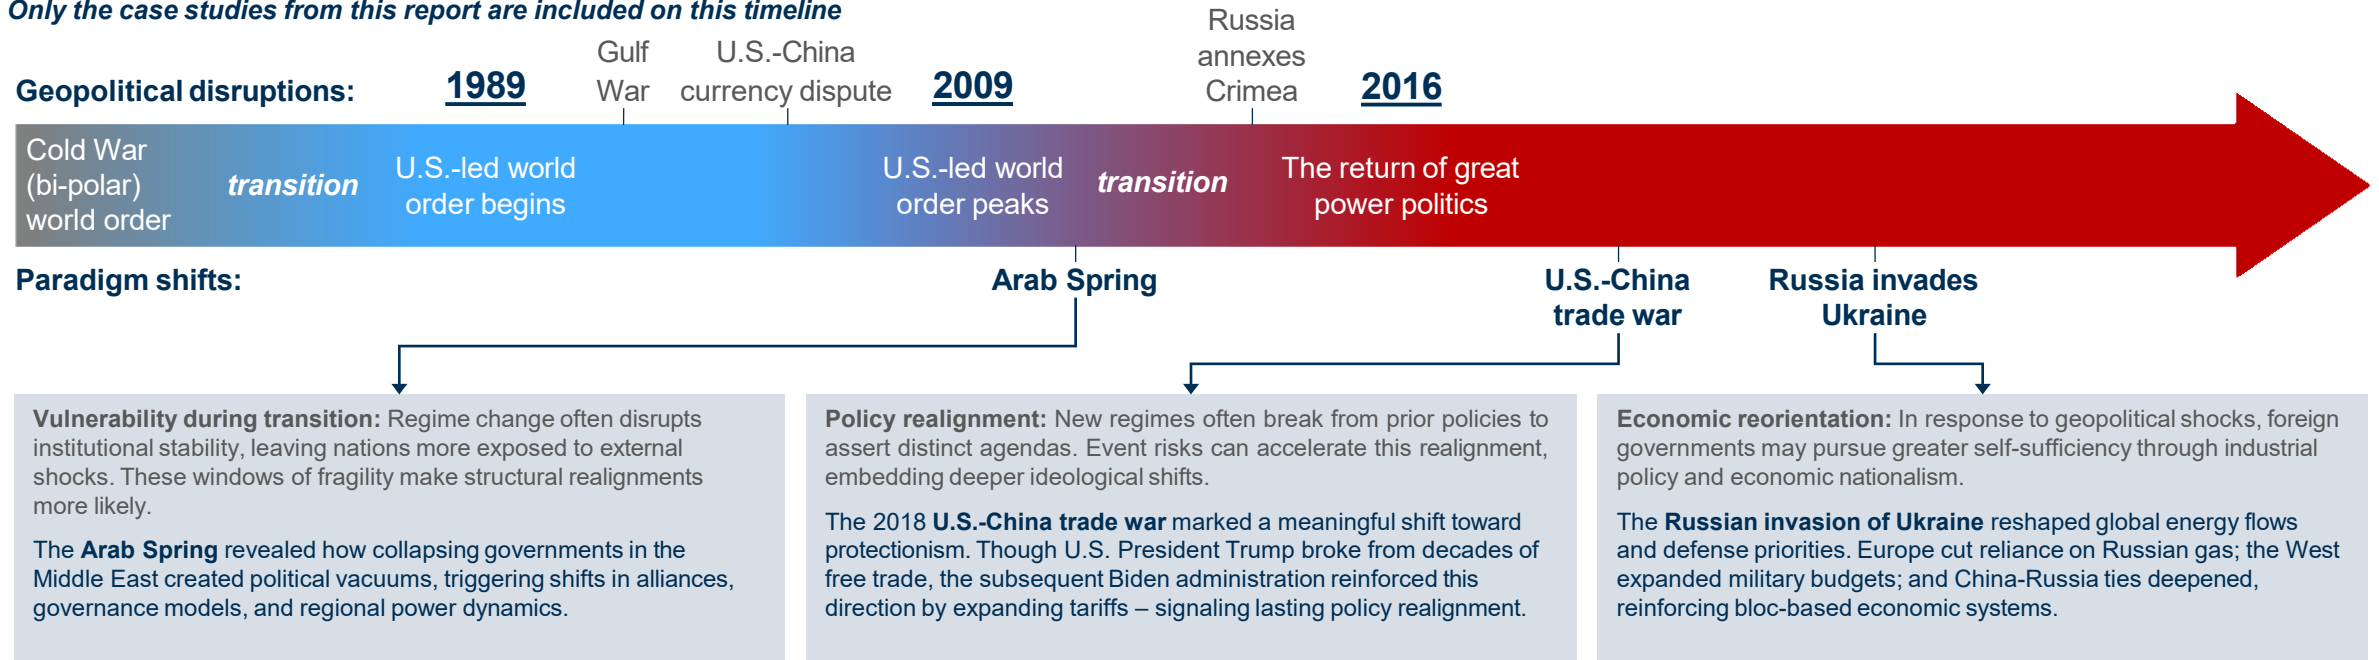 Only the case studies from this report are included on this timeline
Geopolitical disruptions:
1989
Gulf
War
U.S.-China
currency dispute
2009
Russia
annexes
Crimea
2016
Cold War
(bi-polar)
world order
transition
U.S.-led world
order begins
U.S.-led world
order peaks
transition
The return of great
power politics
Paradigm shifts:
Arab Spring
U.S.-China
trade war
Russia invades
Ukraine
Vulnerability during transition: Regime change often disrupts
institutional stability, leaving nations more exposed to external
shocks. These windows of fragility make structural realignments
more likely.
The Arab Spring revealed how collapsing governments in the
Middle East created political vacuums, triggering shifts in alliances,
governance models, and regional power dynamics.
Policy realignment: New regimes often break from prior policies to
assert distinct agendas. Event risks can accelerate this realignment,
embedding deeper ideological shifts.
The 2018 U.S.-China trade war marked a meaningful shift toward
protectionism. Though U.S. President Trump broke from decades of
free trade, the subsequent Biden administration reinforced this
direction by expanding tariffs – signaling lasting policy realignment.
Economic reorientation: In response to geopolitical shocks, foreign
governments may pursue greater self-sufficiency through industrial
policy and economic nationalism.
The Russian invasion of Ukraine reshaped global energy flows
and defense priorities. Europe cut reliance on Russian gas; the West
expanded military budgets; and China-Russia ties deepened,
reinforcing bloc-based economic systems.